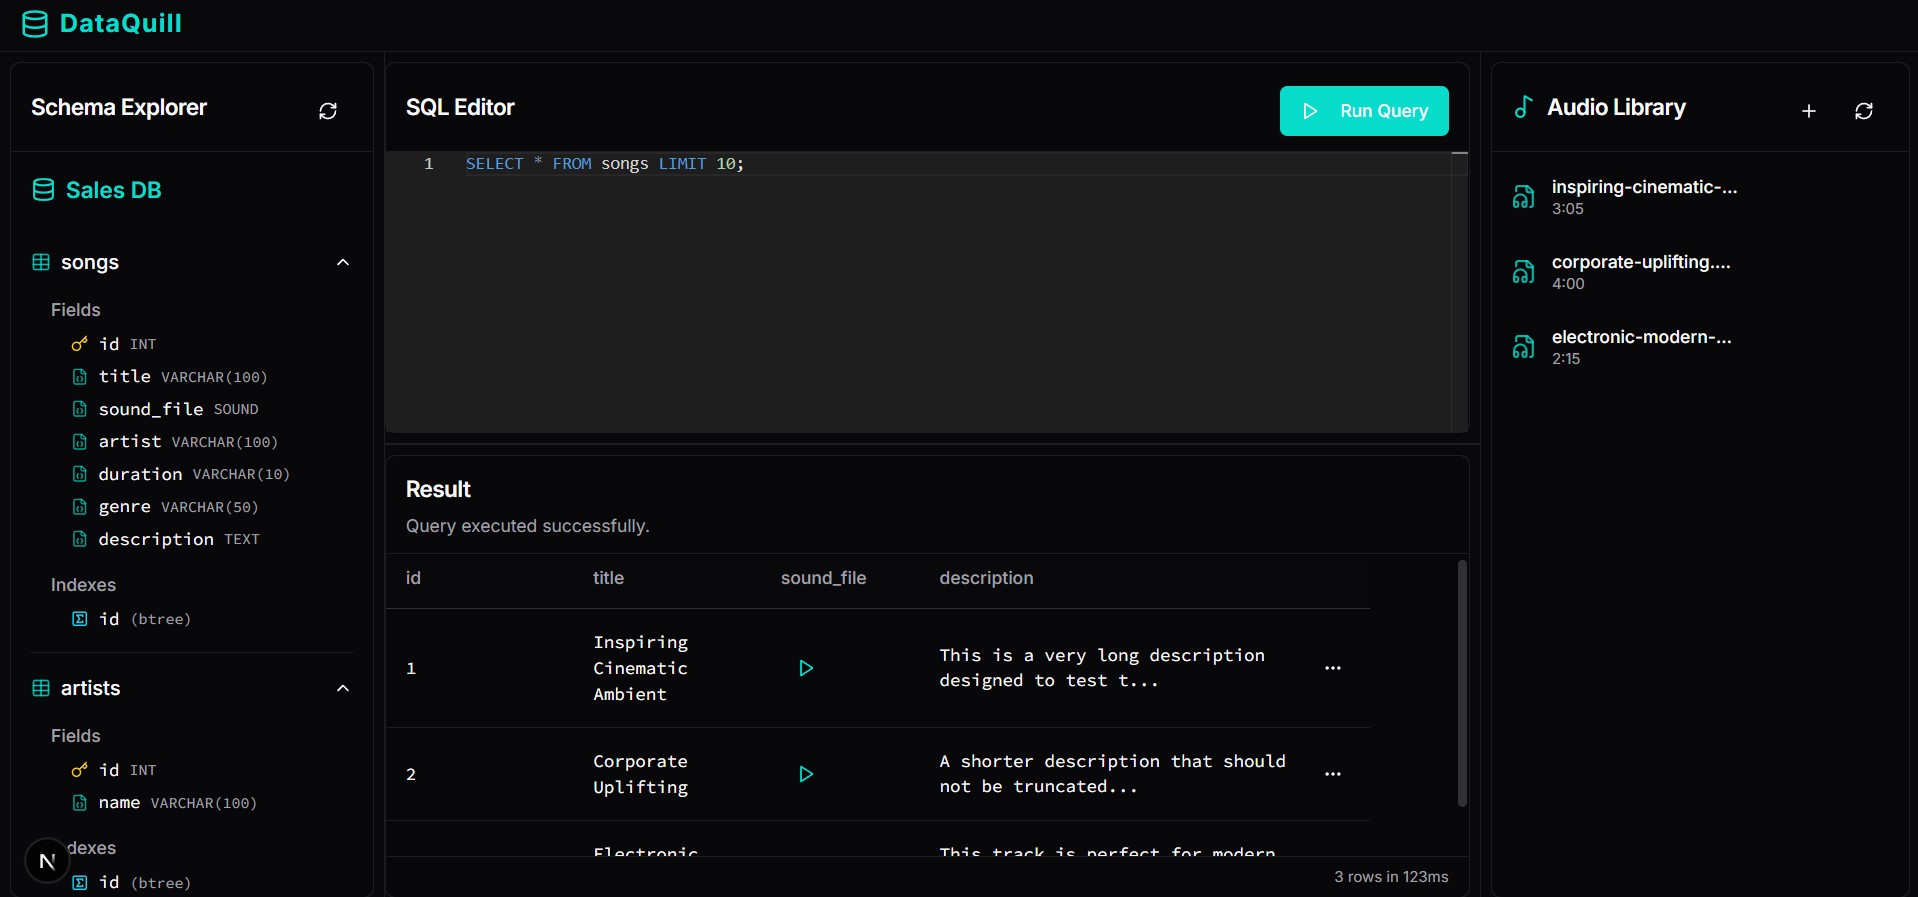 DataQuill
Schema Explorer
Sales DB
songs
Fields
id INT
title VARCHAR(100)
sound_file SOUND
artist VARCHAR(100)
duration VARCHAR(10)
genre VARCHAR(50)
description TEXT
Indexes
id (btree)
artists
Fields
id INT
name VARCHAR(100)
dexes
id (btree)
N
SQL Editor
Run Query
1 SELECT * FROM songs LIMIT 10;
Result
Query executed successfully.
id title sound_file description
1
Inspiring
Cinematic
Ambient
This is a very long description
designed to test t...
...
2
Corporate
Uplifting
A shorter description that should
not be truncated...
...
Electronic
This track is perfect for modern
3 rows in 123ms
Audio Library
inspiring-cinematic-...
3:05
corporate-uplifting....
4:00
electronic-modern-...
2:15